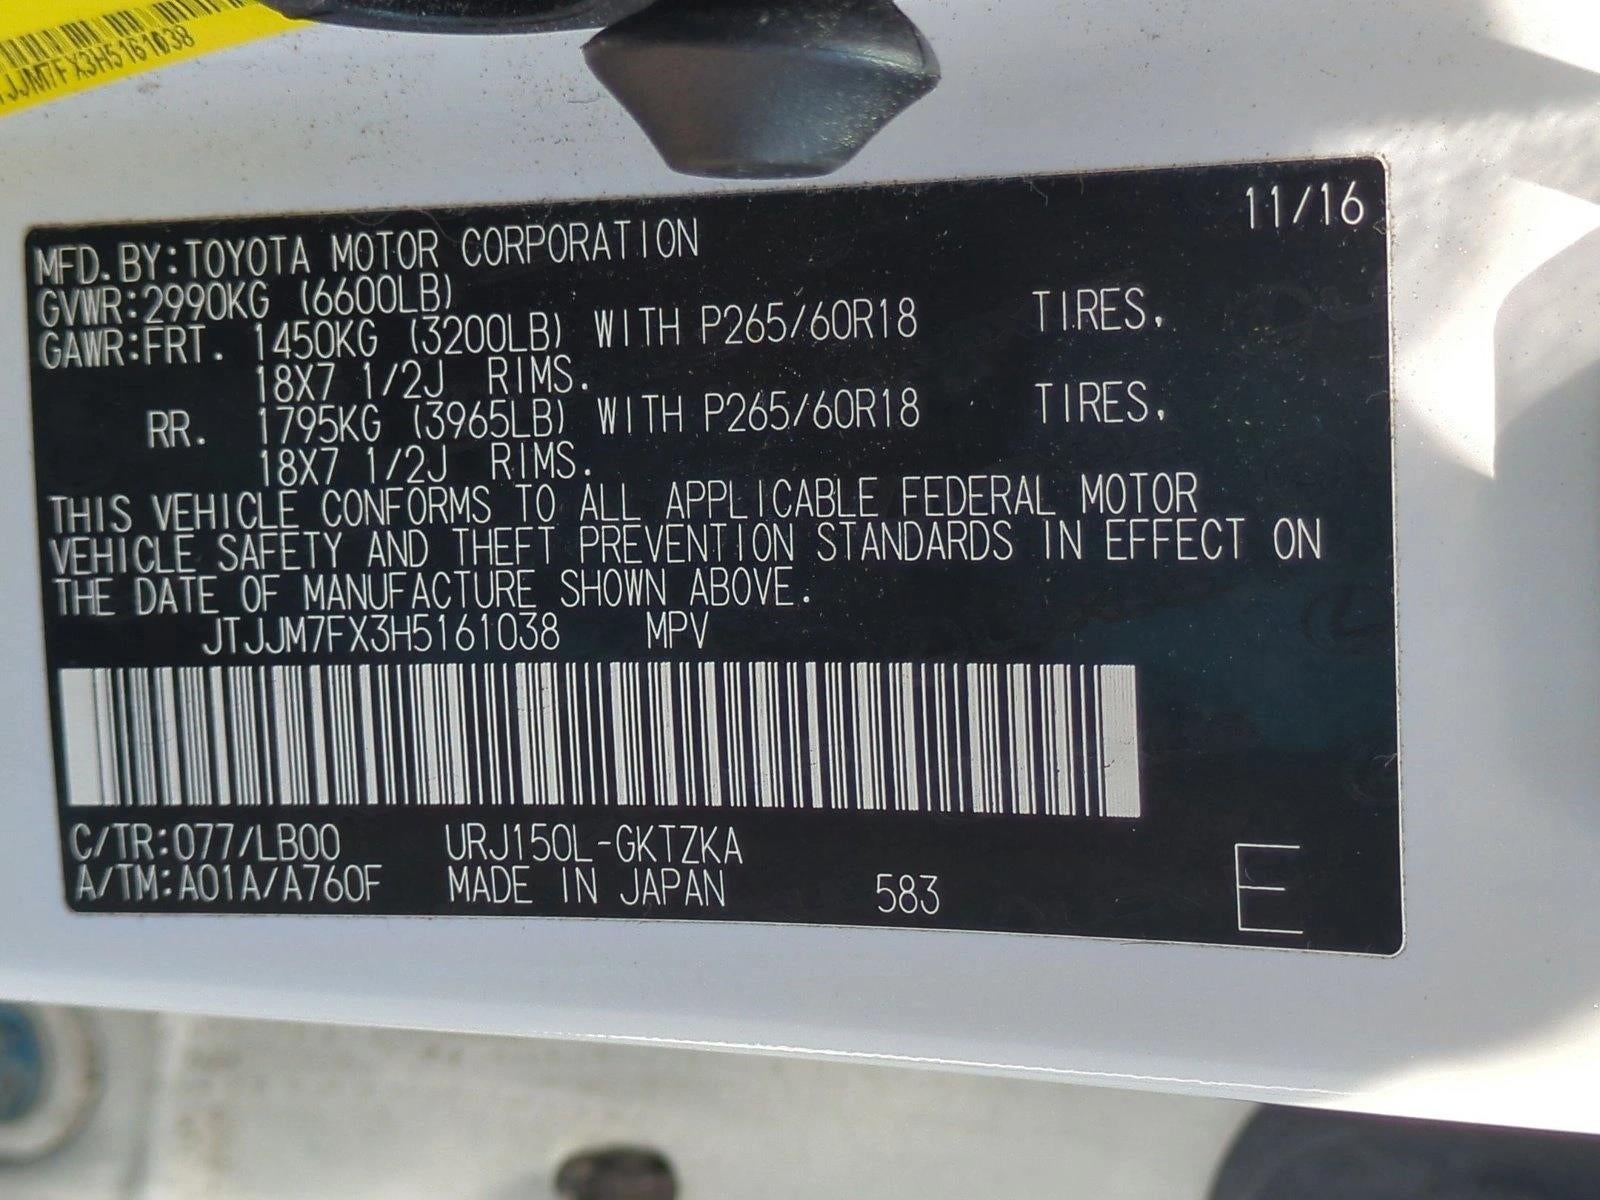 JJM7FX3H5161038
11/16
MFD.BY:TOYOTA MOTOR CORPORATION
GVWR:2990KG (6600LB)
GAWR:FRT. 1450KG (3200LB) WITH P265/60R18 TIRES,
18X7 1/2J RIMS.
RR. 1795KG (3965LB) WITH P265/60R18 TIRES,
18X7 1/2J RIMS.
THIS VEHICLE CONFORMS TO ALL APPLICABLE FEDERAL MOTOR
VEHICLE SAFETY AND THEFT PREVENTION STANDARDS IN EFFECT ON
THE DATE OF MANUFACTURE SHOWN ABOVE.
JTJJM7FX3H5161038 MPV
C/TR:077/LB00 URJ150L-GKTZKA
A/TM:A01A/A760F MADE IN JAPAN 583 E